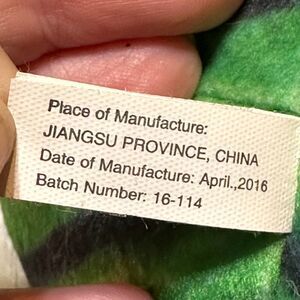 Place of Manufacture:
JIANGSU PROVINCE, CHINA
Date of Manufacture: April.,2016
Batch Number: 16-114